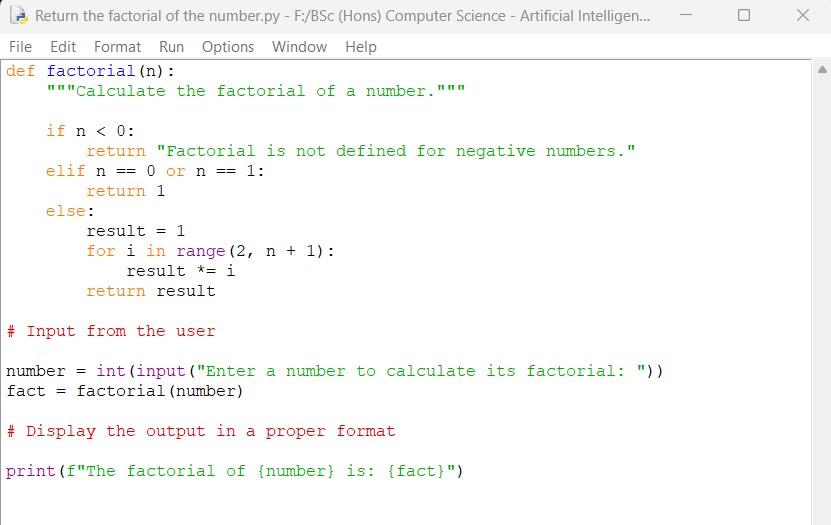 Return the factorial of the number.py - F:/BSc (Hons) Computer Science - Artificial Intelligen...
File Edit Format Run Options Window Help
def factorial(n):
    """Calculate the factorial of a number."""

    if n < 0:
        return "Factorial is not defined for negative numbers."
    elif n == 0 or n == 1:
        return 1
    else:
        result = 1
        for i in range(2, n + 1):
            result *= i
        return result

# Input from the user

number = int(input("Enter a number to calculate its factorial: "))
fact = factorial(number)

# Display the output in a proper format

print(f"The factorial of {number} is: {fact}")